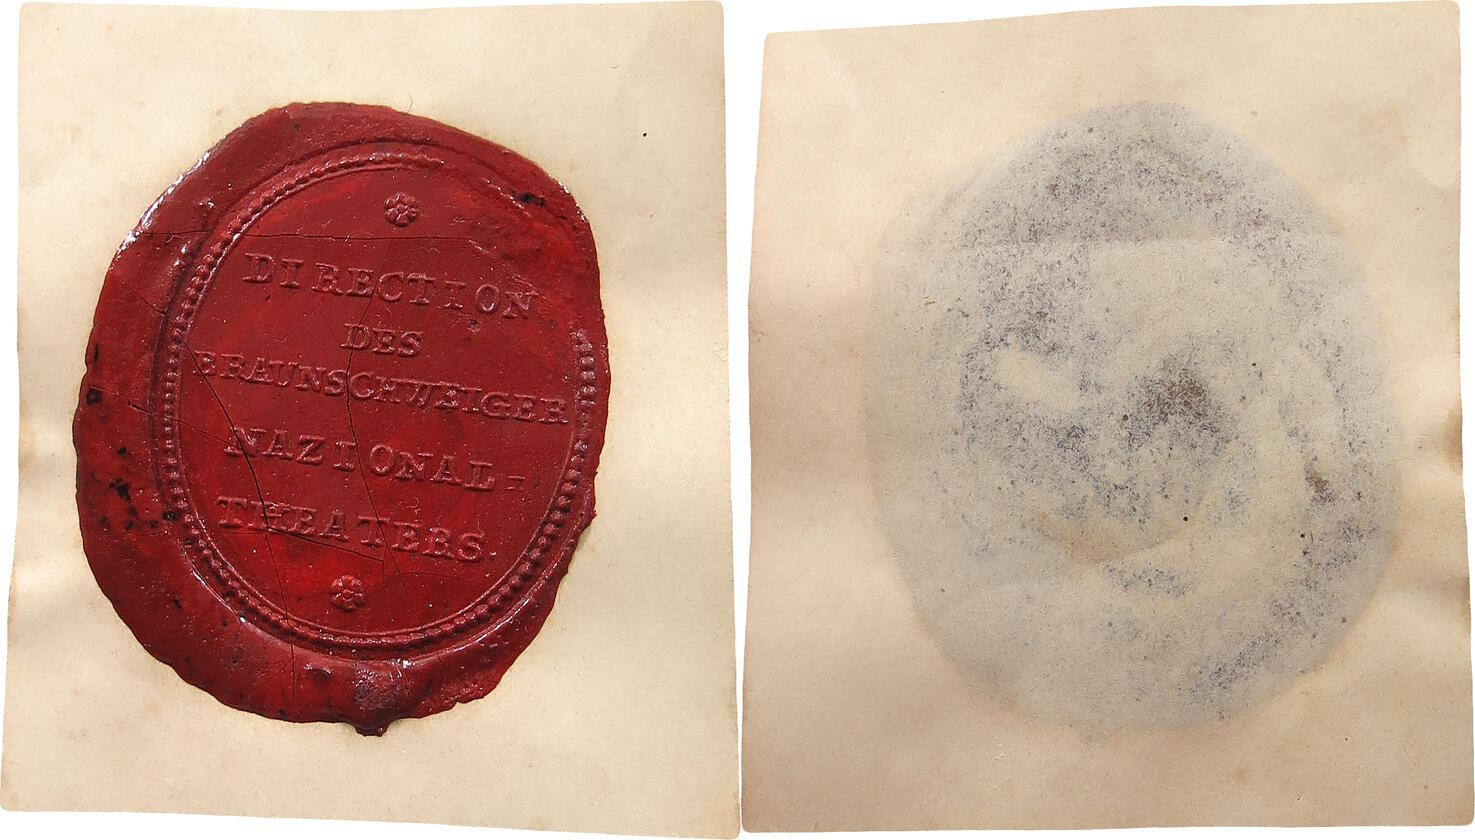 DIRECTION
DES
BRAUNSCHWEIGER
NAZIONAL-
THEATERS.